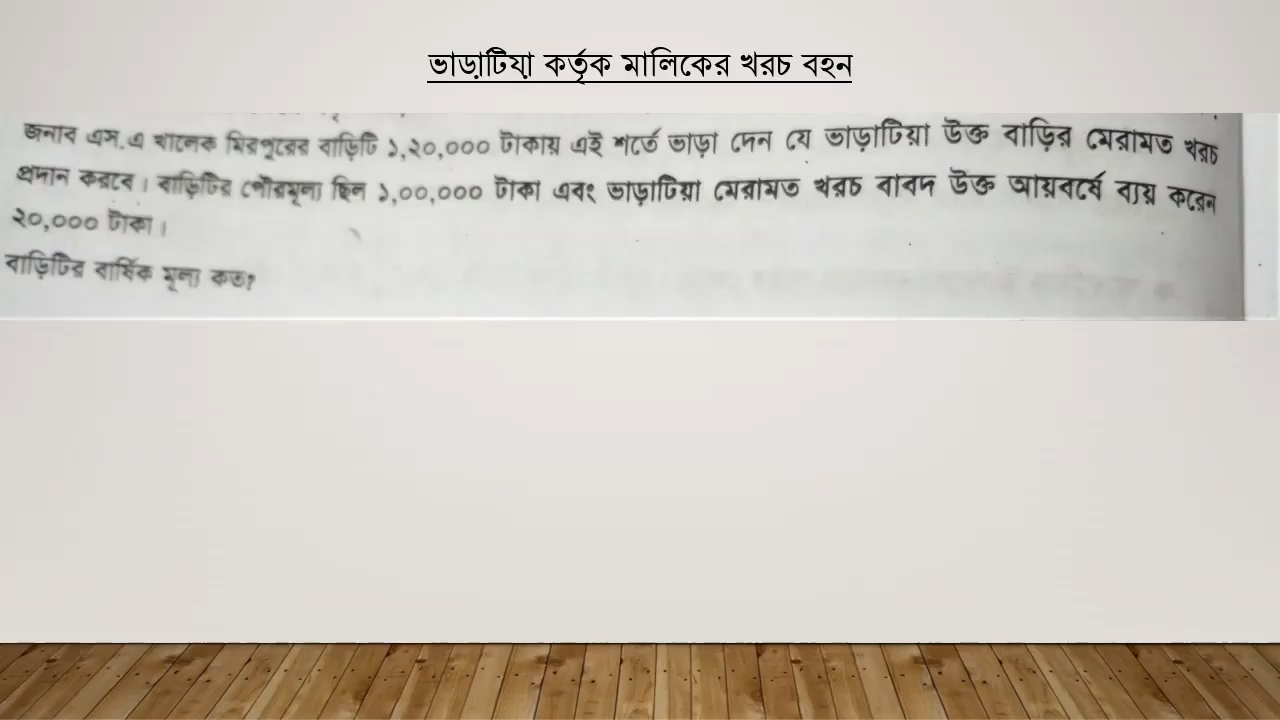 ভাড়াটিয়া কর্তৃক মালিকের খরচ বহন
জনাব এস.এ খালেক মিরপুরের বাড়িটি ১,২০,০০০ টাকায় এই শর্তে ভাড়া দেন যে ভাড়াটিয়া উক্ত বাড়ির মেরামত খরচ
প্রদান করবে। বাড়িটির পৌরমূল্য ছিল ১,০০,০০০ টাকা এবং ভাড়াটিয়া মেরামত খরচ বাবদ উক্ত আয়বর্ষে ব্যয় করেন
২০,০০০ টাকা।
বাড়িটির বার্ষিক মূল্য কত?